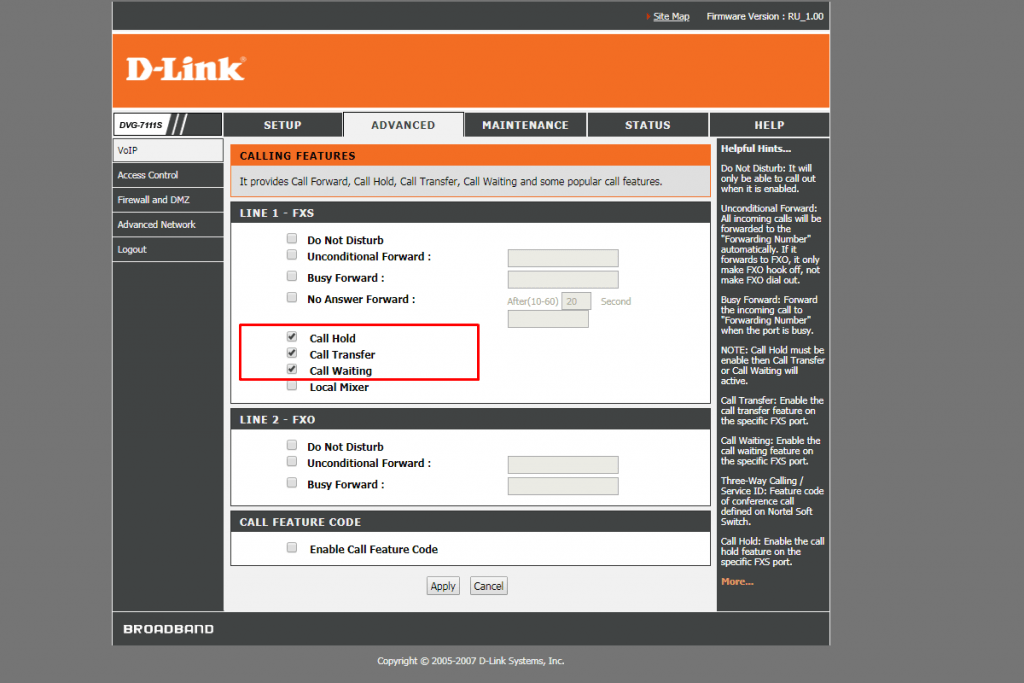 Site Map Firmware Version : RU_1.00
D-Link
DVG-7111S SETUP ADVANCED MAINTENANCE STATUS HELP
VoIP
Access Control
Firewall and DMZ
Advanced Network
Logout
CALLING FEATURES
It provides Call Forward, Call Hold, Call Transfer, Call Waiting and some popular call features.
LINE 1 - FXS
Do Not Disturb
Unconditional Forward :
Busy Forward :
No Answer Forward : After(10-60) 20 Second
Call Hold
Call Transfer
Call Waiting
Local Mixer
LINE 2 - FXO
Do Not Disturb
Unconditional Forward :
Busy Forward :
CALL FEATURE CODE
Enable Call Feature Code
Apply Cancel
Helpful Hints...
Do Not Disturb: It will
only be able to call out
when it is enabled.
Unconditional Forward:
All incoming calls will be
forwarded to the
"Forwarding Number"
automatically. If it
forwards to FXO, it only
make FXO hook off, not
make FXO dial out.
Busy Forward: Forward
the incoming call to
"Forwarding Number"
when the port is busy.
NOTE: Call Hold must be
enable then Call Transfer
or Call Waiting will
active.
Call Transfer: Enable the
call transfer feature on
the specific FXS port.
Call Waiting: Enable the
call waiting feature on
the specific FXS port.
Three-Way Calling /
Service ID: Feature code
of conference call
defined on Nortel Soft
Switch.
Call Hold: Enable the call
hold feature on the
specific FXS port.
More...
BROADBAND
Copyright © 2005-2007 D-Link Systems, Inc.